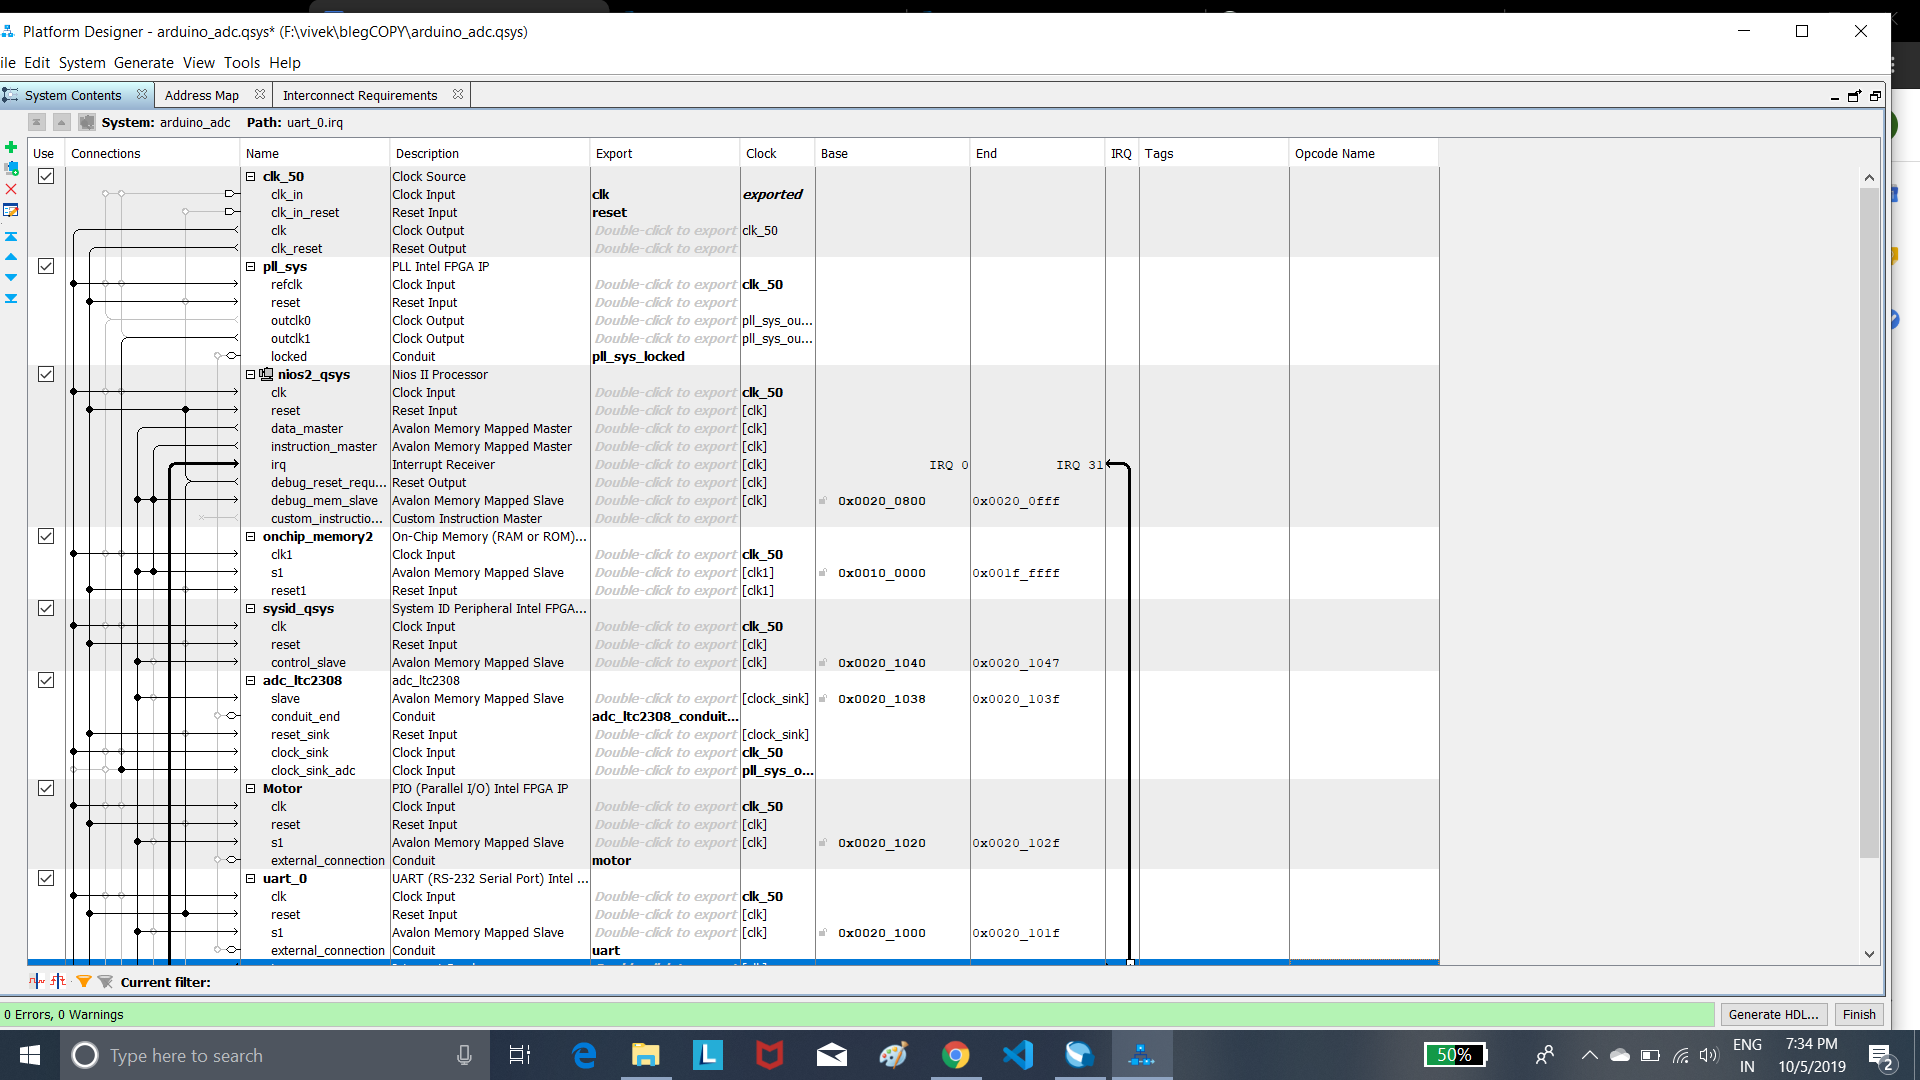 Platform Designer - arduino_adc.qsys* (F:\vivek\blegCOPY\arduino_adc.qsys)
ile Edit System Generate View Tools Help
System Contents Address Map Interconnect Requirements
System: arduino_adc Path: uart_0.irq
Use Connections Name Description Export Clock Base End IRQ Tags Opcode Name
clk_50 Clock Source
clk_in Clock Input clk exported
clk_in_reset Reset Input reset
clk Clock Output Double-click to export clk_50
clk_reset Reset Output Double-click to export
pll_sys PLL Intel FPGA IP
refclk Clock Input Double-click to export clk_50
reset Reset Input Double-click to export
outclk0 Clock Output Double-click to export pll_sys_ou...
outclk1 Clock Output Double-click to export pll_sys_ou...
locked Conduit pll_sys_locked
nios2_qsys Nios II Processor
clk Clock Input Double-click to export clk_50
reset Reset Input Double-click to export [clk]
data_master Avalon Memory Mapped Master Double-click to export [clk]
instruction_master Avalon Memory Mapped Master Double-click to export [clk]
irq Interrupt Receiver Double-click to export [clk] IRQ 0 IRQ 31
debug_reset_requ... Reset Output Double-click to export [clk]
debug_mem_slave Avalon Memory Mapped Slave Double-click to export [clk] 0x0020_0800 0x0020_0fff
custom_instructio... Custom Instruction Master Double-click to export
onchip_memory2 On-Chip Memory (RAM or ROM)...
clk1 Clock Input Double-click to export clk_50
s1 Avalon Memory Mapped Slave Double-click to export [clk1] 0x0010_0000 0x001f_ffff
reset1 Reset Input Double-click to export [clk1]
sysid_qsys System ID Peripheral Intel FPGA...
clk Clock Input Double-click to export clk_50
reset Reset Input Double-click to export [clk]
control_slave Avalon Memory Mapped Slave Double-click to export [clk] 0x0020_1040 0x0020_1047
adc_ltc2308 adc_ltc2308
slave Avalon Memory Mapped Slave Double-click to export [clock_sink] 0x0020_1038 0x0020_103f
conduit_end Conduit adc_ltc2308_conduit...
reset_sink Reset Input Double-click to export [clock_sink]
clock_sink Clock Input Double-click to export clk_50
clock_sink_adc Clock Input Double-click to export pll_sys_o...
Motor PIO (Parallel I/O) Intel FPGA IP
clk Clock Input Double-click to export clk_50
reset Reset Input Double-click to export [clk]
s1 Avalon Memory Mapped Slave Double-click to export [clk] 0x0020_1020 0x0020_102f
external_connection Conduit motor
uart_0 UART (RS-232 Serial Port) Intel ...
clk Clock Input Double-click to export clk_50
reset Reset Input Double-click to export [clk]
s1 Avalon Memory Mapped Slave Double-click to export [clk] 0x0020_1000 0x0020_101f
external_connection Conduit uart
Current filter:
0 Errors, 0 Warnings Generate HDL... Finish
Type here to search 50% ENG 7:34 PM
IN 10/5/2019 2